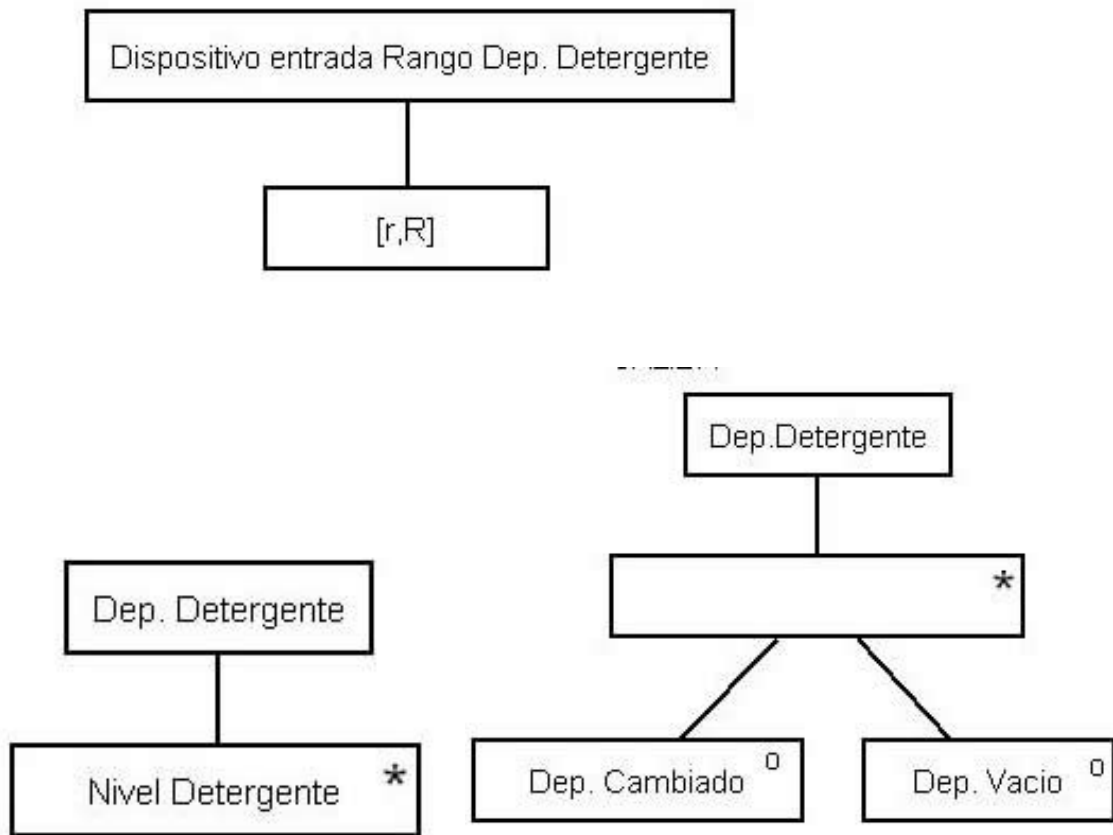 Dispositivo entrada Rango Dep. Detergente
[r,R]
Dep.Detergente
*
Dep. Detergente
Nivel Detergente *
Dep. Cambiado o
Dep. Vacio o